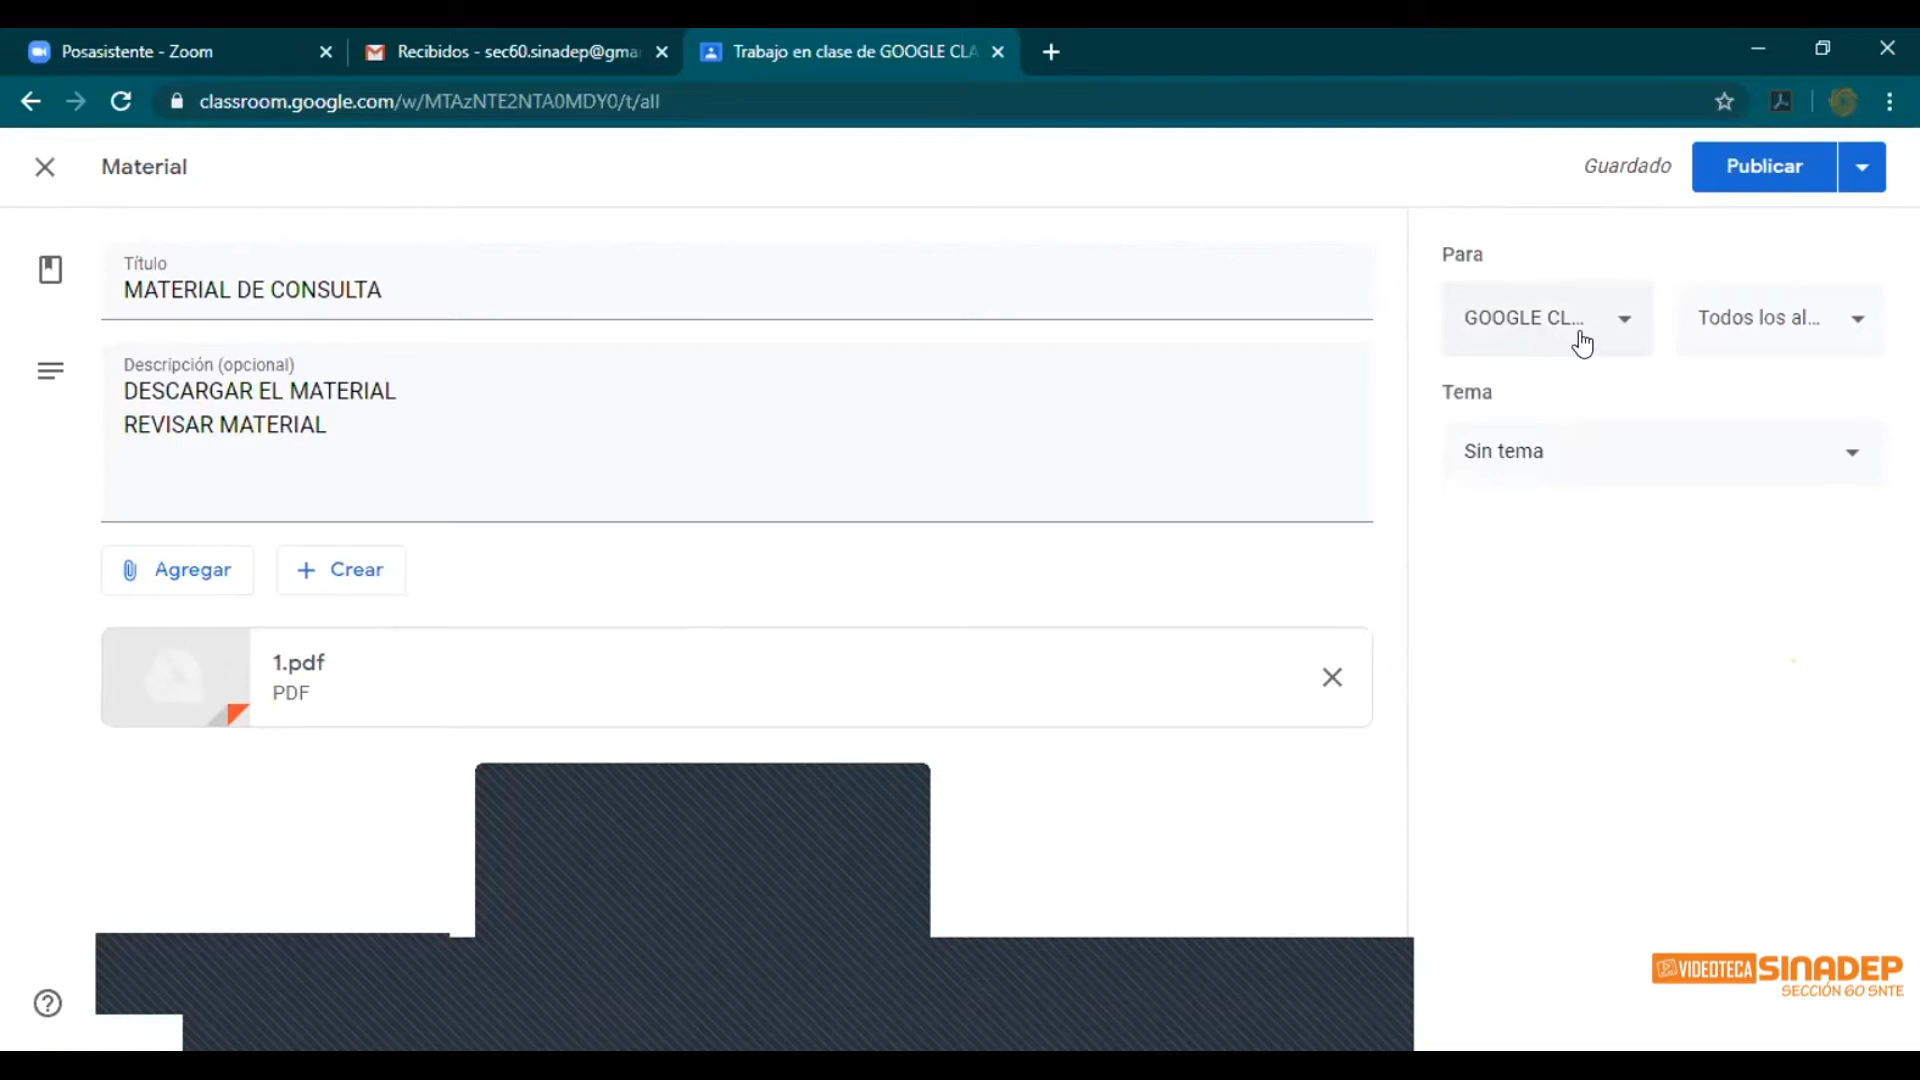 Posasistente - Zoom
Recibidos - sec60.sinadep@gma
Trabajo en clase de GOOGLE CLA
classroom.google.com/w/MTAzNTE2NTA0MDY0/t/all
Material
Guardado
Publicar
Título
MATERIAL DE CONSULTA
Descripción (opcional)
DESCARGAR EL MATERIAL
REVISAR MATERIAL
Agregar
Crear
1.pdf
PDF
Para
GOOGLE CL...
Todos los al...
Tema
Sin tema
VIDEOTECA SINADEP
SECCIÓN 60 SNTE